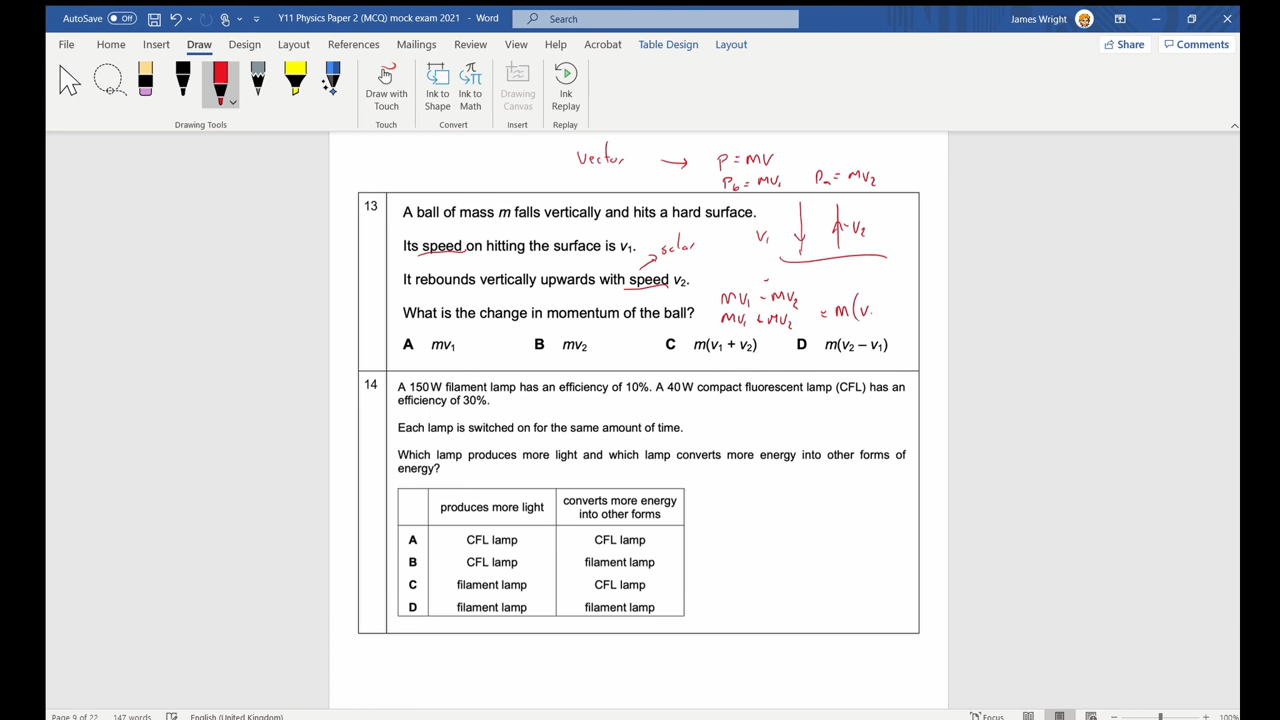 AutoSave Off
Y11 Physics Paper 2 (MCQ) mock exam 2021 - Word
Search
James Wright
File Home Insert Draw Design Layout References Mailings Review View Help Acrobat Table Design Layout
Share Comments
Draw with Touch
Ink to Shape
Ink to Math
Drawing Canvas
Ink Replay
Drawing Tools Touch Convert Insert Replay
Vector → P = MV
P_b = MV₁ P_a = MV₂
13 A ball of mass m falls vertically and hits a hard surface.
V₁ V₂
Its speed on hitting the surface is v₁.
scalar
It rebounds vertically upwards with speed v₂.
MV₁ - MV₂
What is the change in momentum of the ball?
MV₁ + MV₂ = M(V
A mv₁ B mv₂ C m(v₁ + v₂) D m(v₂ – v₁)
14 A 150 W filament lamp has an efficiency of 10%. A 40 W compact fluorescent lamp (CFL) has an
efficiency of 30%.
Each lamp is switched on for the same amount of time.
Which lamp produces more light and which lamp converts more energy into other forms of
energy?
produces more light converts more energy into other forms
A CFL lamp CFL lamp
B CFL lamp filament lamp
C filament lamp CFL lamp
D filament lamp filament lamp
Page 9 of 22 147 words English (United Kingdom) Focus 100%